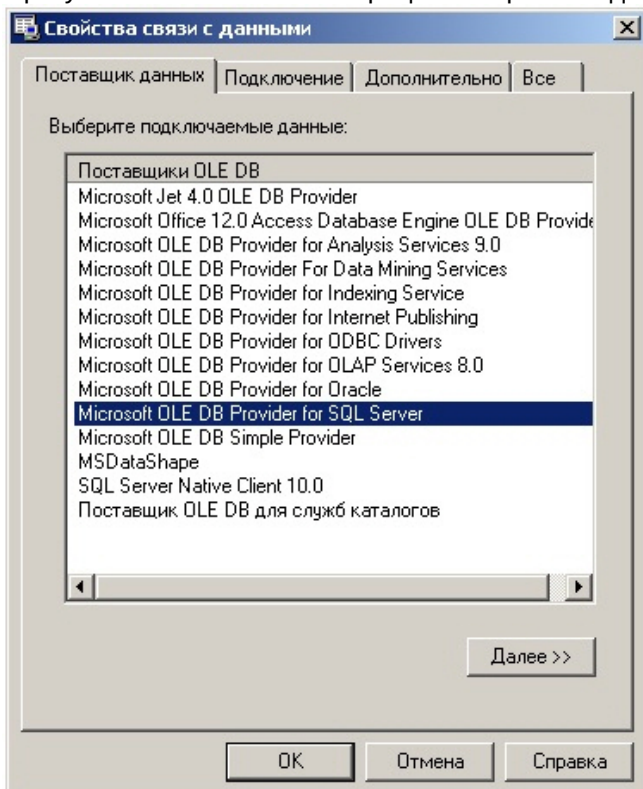 Свойства связи с данными
Поставщик данных Подключение Дополнительно Все
Выберите подключаемые данные:
Поставщики OLE DB
Microsoft Jet 4.0 OLE DB Provider
Microsoft Office 12.0 Access Database Engine OLE DB Provide
Microsoft OLE DB Provider for Analysis Services 9.0
Microsoft OLE DB Provider For Data Mining Services
Microsoft OLE DB Provider for Indexing Service
Microsoft OLE DB Provider for Internet Publishing
Microsoft OLE DB Provider for ODBC Drivers
Microsoft OLE DB Provider for OLAP Services 8.0
Microsoft OLE DB Provider for Oracle
Microsoft OLE DB Provider for SQL Server
Microsoft OLE DB Simple Provider
MSDataShape
SQL Server Native Client 10.0
Поставщик OLE DB для служб каталогов
Далее >>
OK Отмена Справка